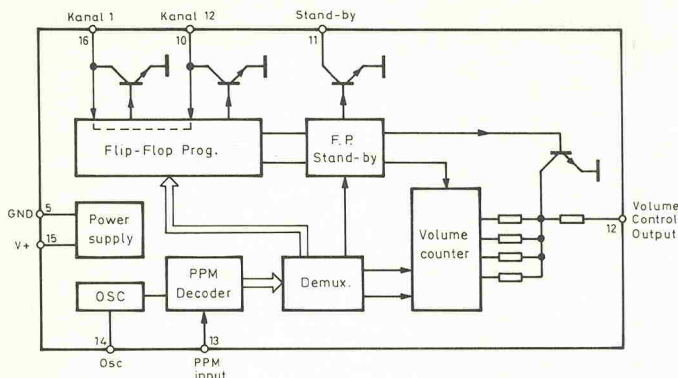 Kanal 1
Kanal 12
Stand-by
16
10
11
Flip-Flop Prog.
F. P.
Stand-by
GND
5
Power
supply
V+
15
Volume
counter
Volume
Control
Output
12
OSC
PPM
Decoder
Demux.
14
13
Osc
PPM
input